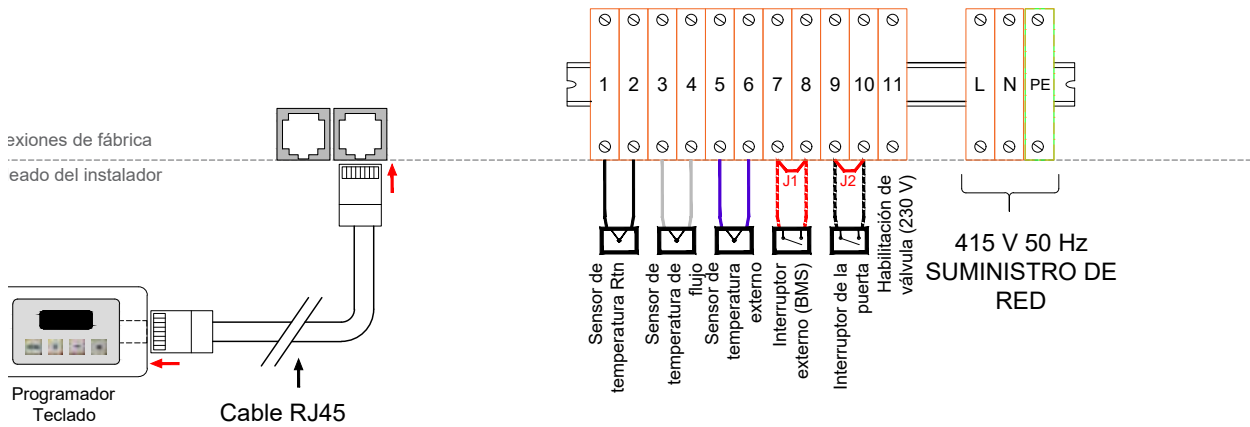 1 2 3 4 5 6 7 8 9 10 11 L N PE
exiones de fábrica
eado del instalador
J1 J2
Sensor de
temperatura Rtn
Sensor de
temperatura de
flujo
Sensor de
temperatura
externo
Interruptor
externo (BMS)
Interruptor de la
puerta
Habilitación de
válvula (230 V)
415 V 50 Hz
SUMINISTRO DE
RED
Programador
Teclado
Cable RJ45